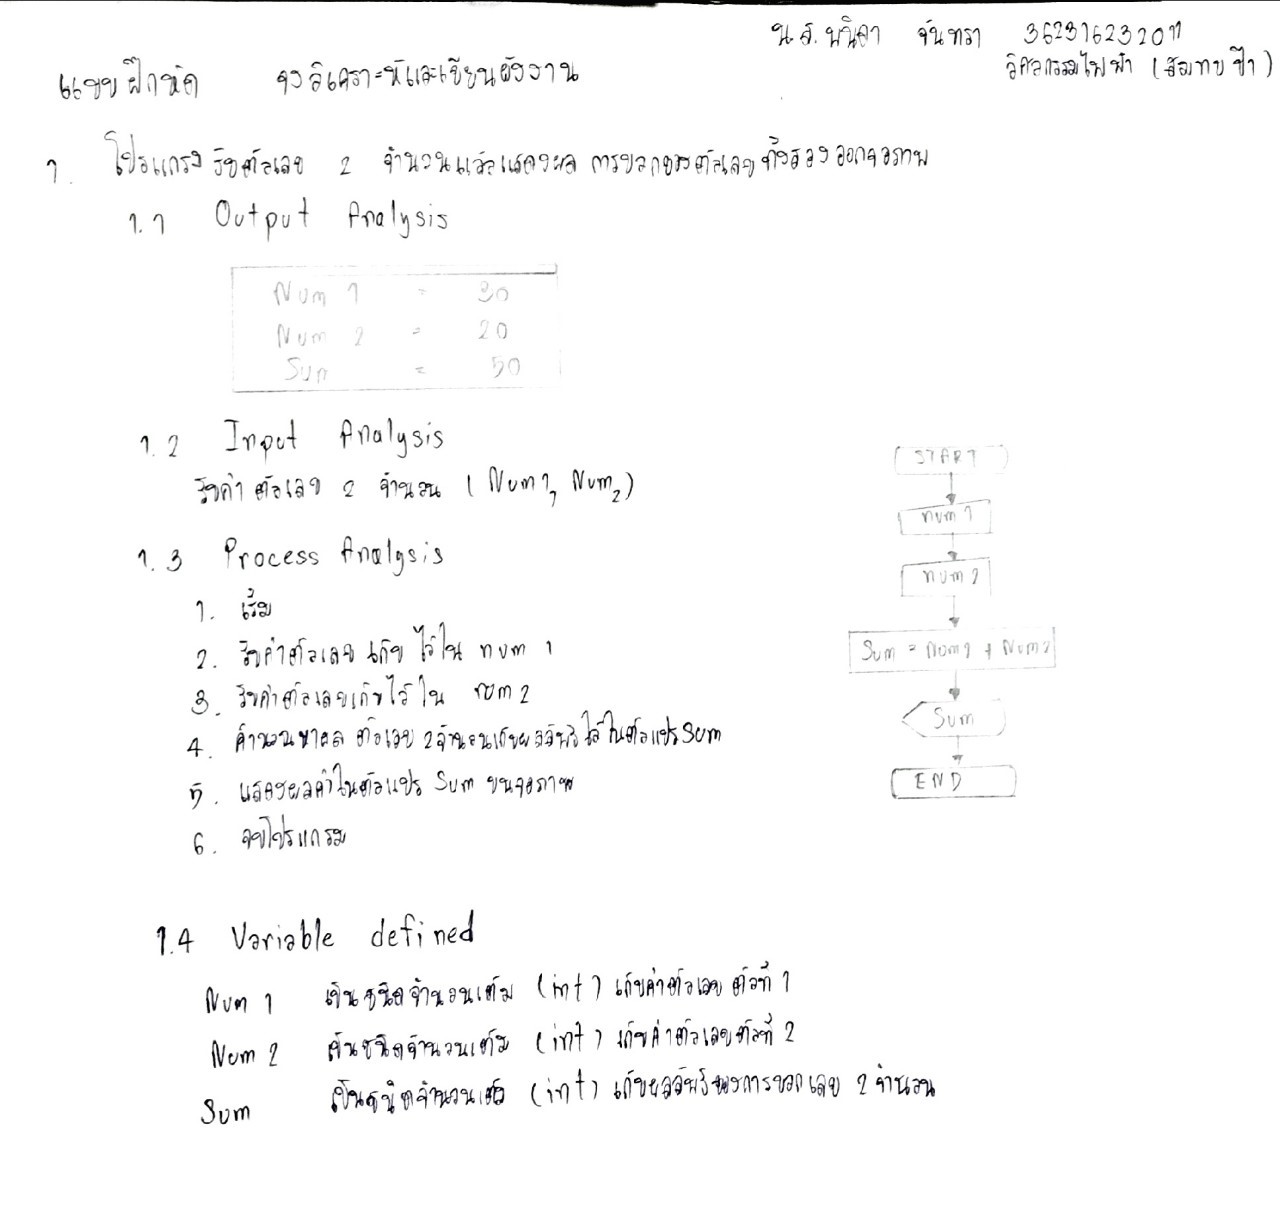 น.ส. พนิดา จันทรา 362316232011
วิศวกรรมไฟฟ้า (สมทบ ปี1)
แบบฝึกหัด จงวิเคราะห์และเขียนผังงาน
1. โปรแกรมรับตัวเลข 2 จำนวนแล้วแสดงผล การบวกของตัวเลขทั้งสองออกจอภาพ
1.1 Output Analysis
Num 1 = 30
Num 2 = 20
Sum = 50
1.2 Input Analysis
รับค่า ตัวเลข 2 จำนวน (Num1, Num2)
1.3 Process Analysis
1. เริ่ม
2. รับค่าตัวเลข เก็บ ไว้ใน num 1
3. รับค่าตัวเลขเก็บไว้ ใน num 2
4. คำนวนหาผล ตัวเลข 2 จำนวนเก็บผลลัพธ์ ไว้ในตัวแปร Sum
5. แสดงผลค่าในตัวแปร Sum บนจอภาพ
6. จบโปรแกรม
START
num 1
num 2
Sum = Num1 + Num2
Sum
END
1.4 Variable defined
Num 1 เป็นชนิดจำนวนเต็ม (int) เก็บค่าตัวเลข ตัวที่ 1
Num 2 เป็นชนิดจำนวนเต็ม (int) เก็บค่าตัวเลขตัวที่ 2
Sum เป็นชนิดจำนวนเต็ม (int) เก็บผลลัพธ์ของการบวกเลข 2 จำนวน